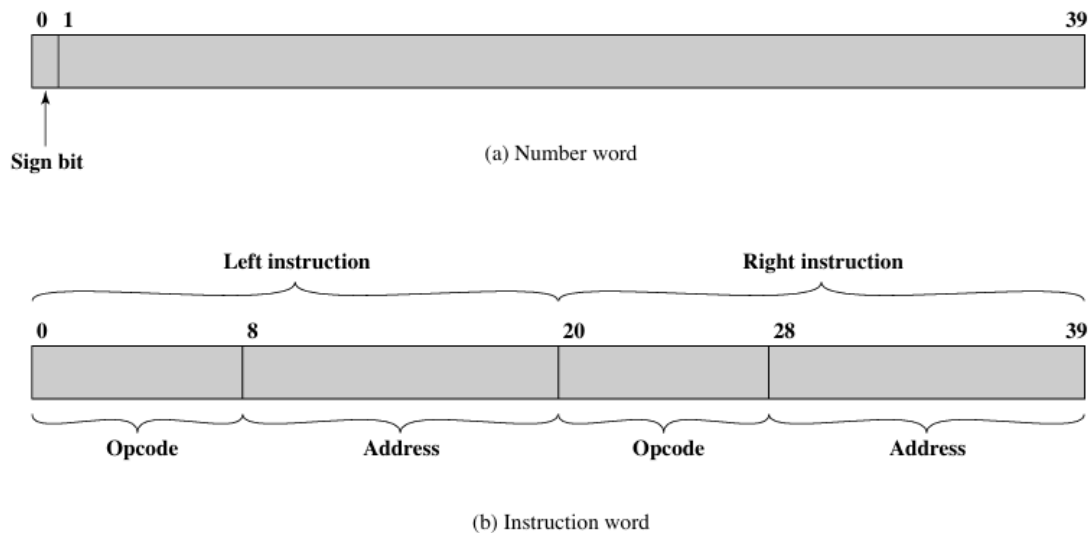 0 1 39
Sign bit
(a) Number word
Left instruction Right instruction
0 8 20 28 39
Opcode Address Opcode Address
(b) Instruction word